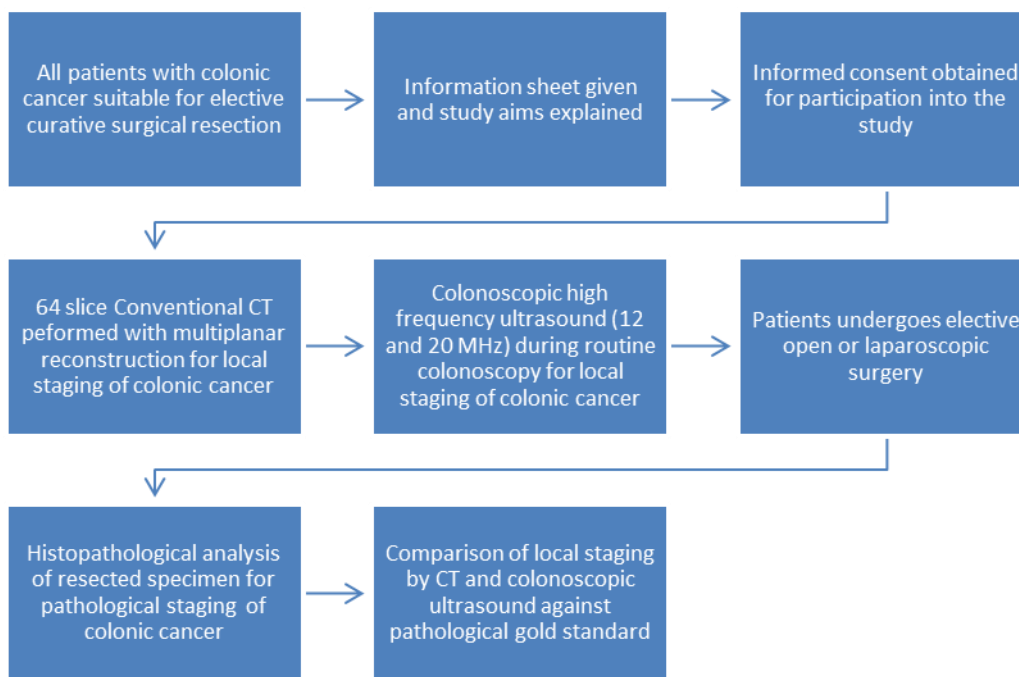 All patients with colonic
cancer suitable for elective
curative surgical resection
Information sheet given
and study aims explained
Informed consent obtained
for participation into the
study
64 slice Conventional CT
peformed with multiplanar
reconstruction for local
staging of colonic cancer
Colonoscopic high
frequency ultrasound (12
and 20 MHz) during routine
colonoscopy for local
staging of colonic cancer
Patients undergoes elective
open or laparoscopic
surgery
Histopathological analysis
of resected specimen for
pathological staging of
colonic cancer
Comparison of local staging
by CT and colonoscopic
ultrasound against
pathological gold standard